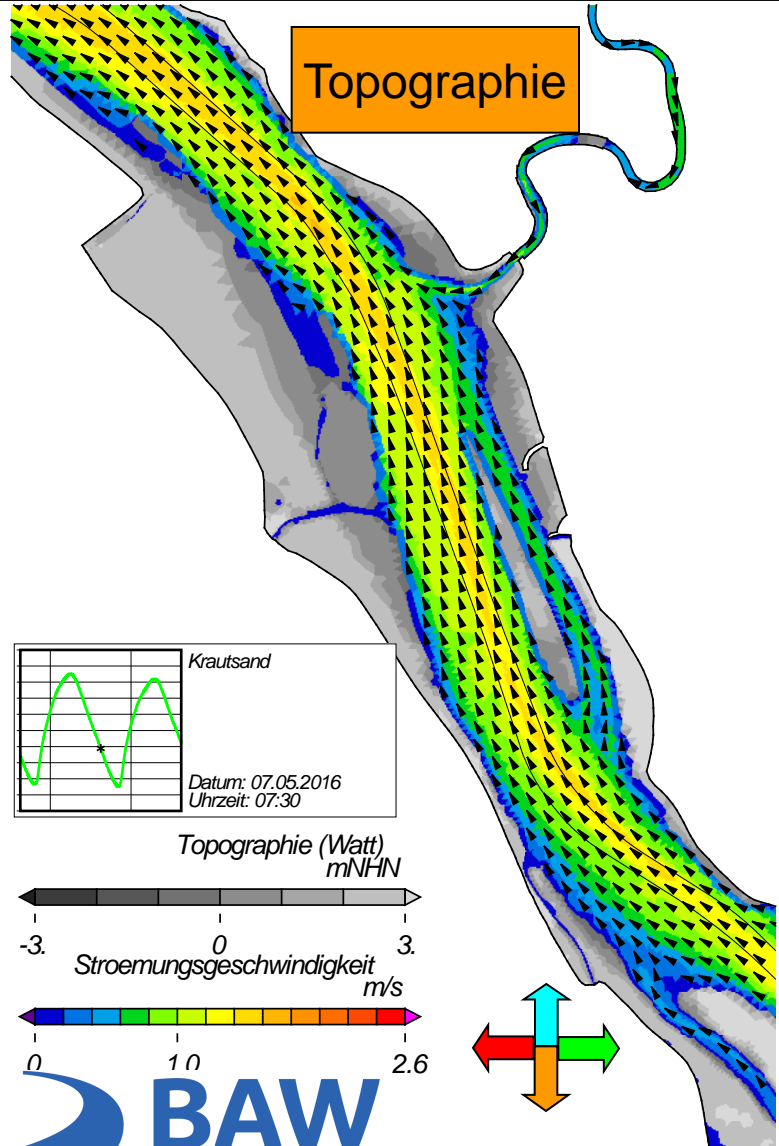 Topographie
Krautsand
Datum: 07.05.2016
Uhrzeit: 07:30
Topographie (Watt)
mNHN
-3. 0 3.
Stroemungsgeschwindigkeit
m/s
0 1.0 2.6
BAW